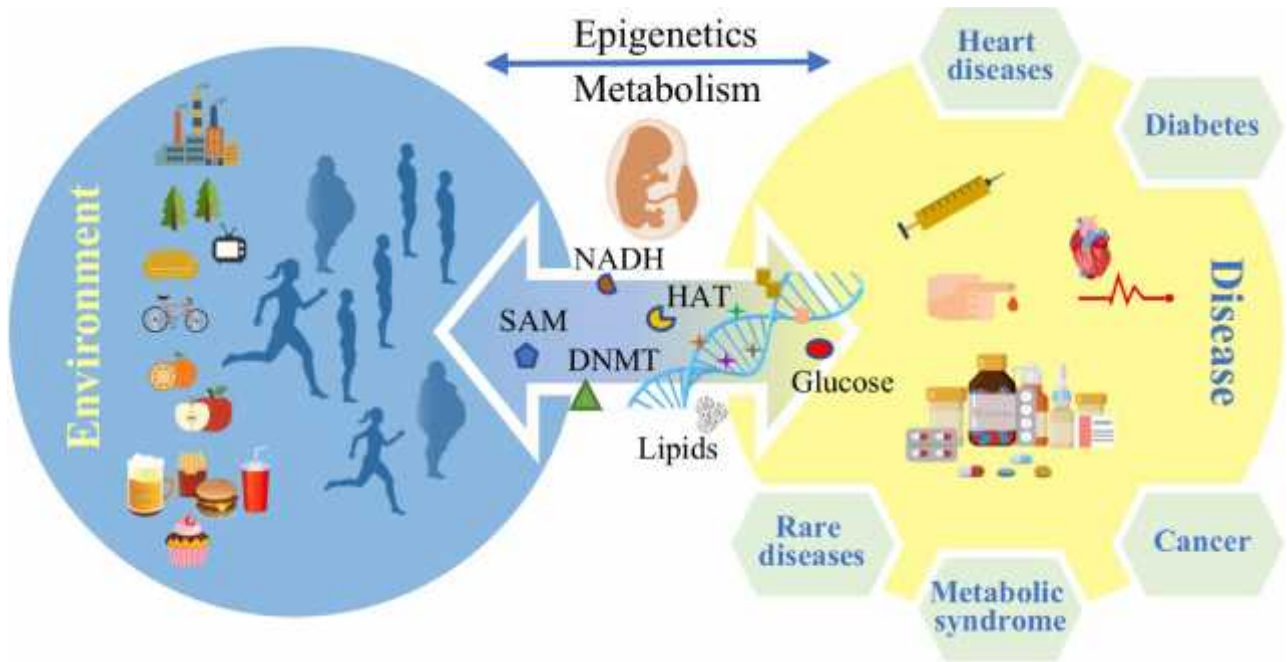 Epigenetics
Metabolism
Environment
NADH
HAT
SAM
DNMT
Glucose
Lipids
Heart
diseases
Diabetes
Disease
Rare
diseases
Metabolic
syndrome
Cancer